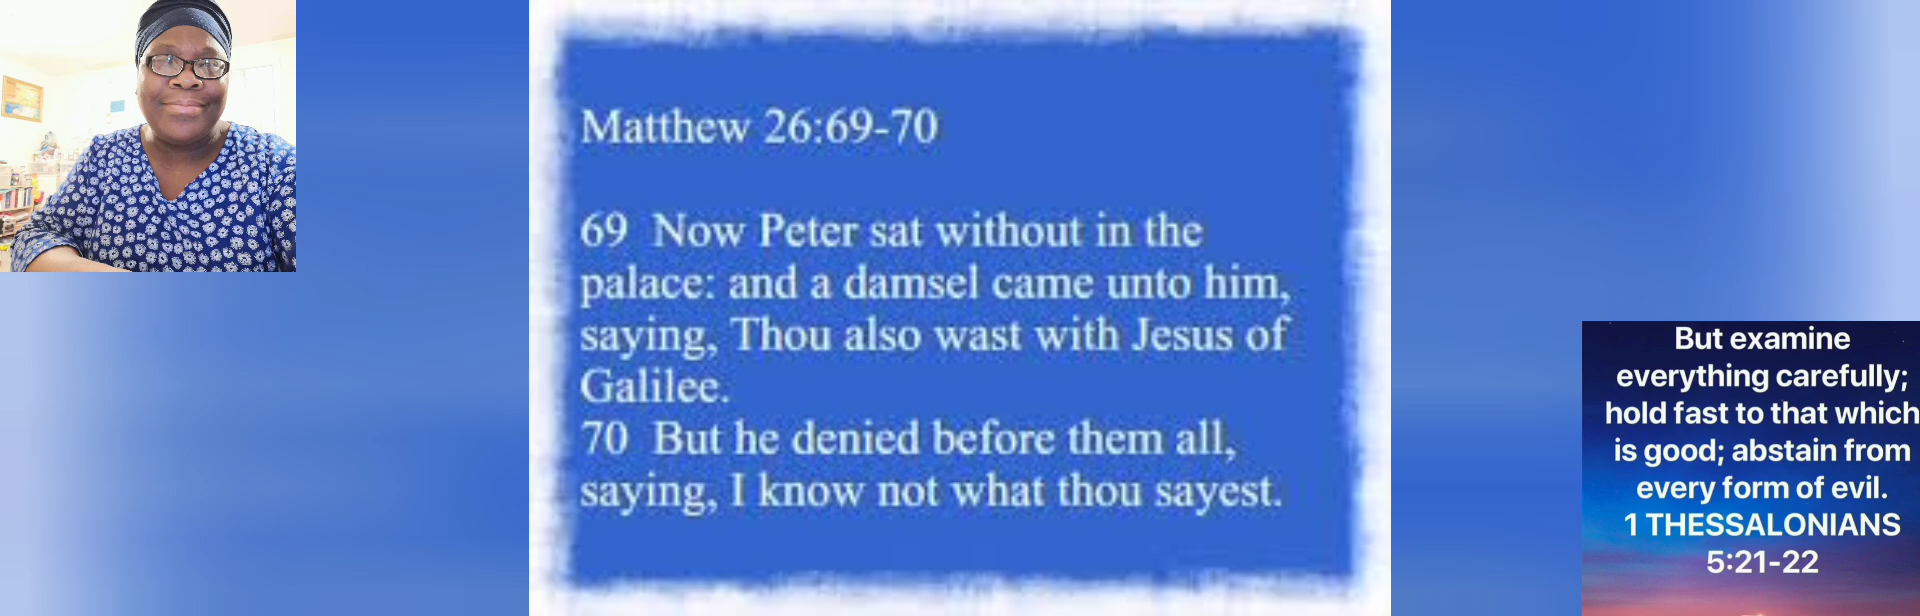 Matthew 26:69-70
69 Now Peter sat without in the
palace: and a damsel came unto him,
saying, Thou also wast with Jesus of
Galilee.
70 But he denied before them all,
saying, I know not what thou sayest.
But examine
everything carefully;
hold fast to that which
is good; abstain from
every form of evil.
1 THESSALONIANS
5:21-22